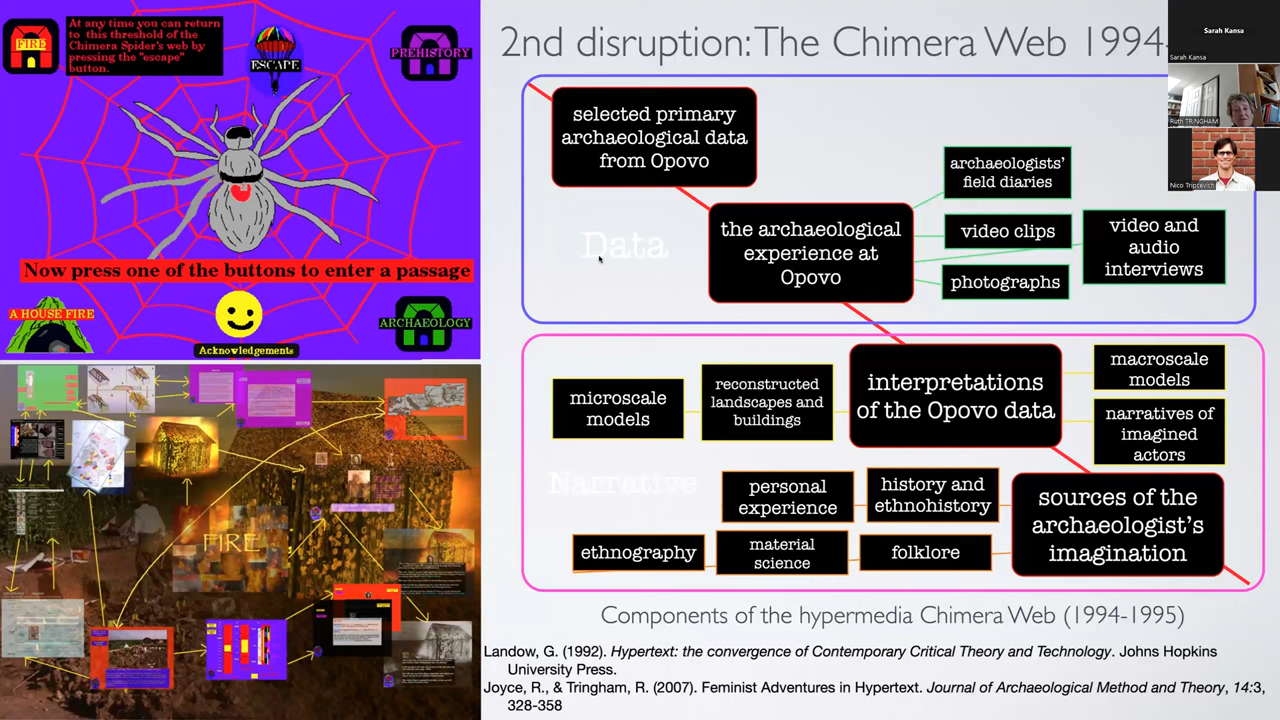 FIRE
At any time you can return
to this threshold of the
Chimera Spider's web by
pressing the "escape"
button.
ESCAPE
PREHISTORY
Now press one of the buttons to enter a passage
A HOUSE FIRE
ARCHAEOLOGY
Acknowledgements
FIRE
2nd disruption: The Chimera Web 1994-
selected primary
archaeological data
from Opovo
Data
the archaeological
experience at
Opovo
archaeologists'
field diaries
video clips
photographs
video and
audio
interviews
microscale
models
reconstructed
landscapes and
buildings
interpretations
of the Opovo data
macroscale
models
narratives of
imagined
actors
Narrative
personal
experience
history and
ethnohistory
sources of the
archaeologist's
imagination
ethnography
material
science
folklore
Components of the hypermedia Chimera Web (1994-1995)
Landow, G. (1992). Hypertext: the convergence of Contemporary Critical Theory and Technology. Johns Hopkins
University Press.
Joyce, R., & Tringham, R. (2007). Feminist Adventures in Hypertext. Journal of Archaeological Method and Theory, 14:3,
328-358
Sarah Kansa
Sarah Kansa
Ruth TRINGHAM
Nico Tripcevich